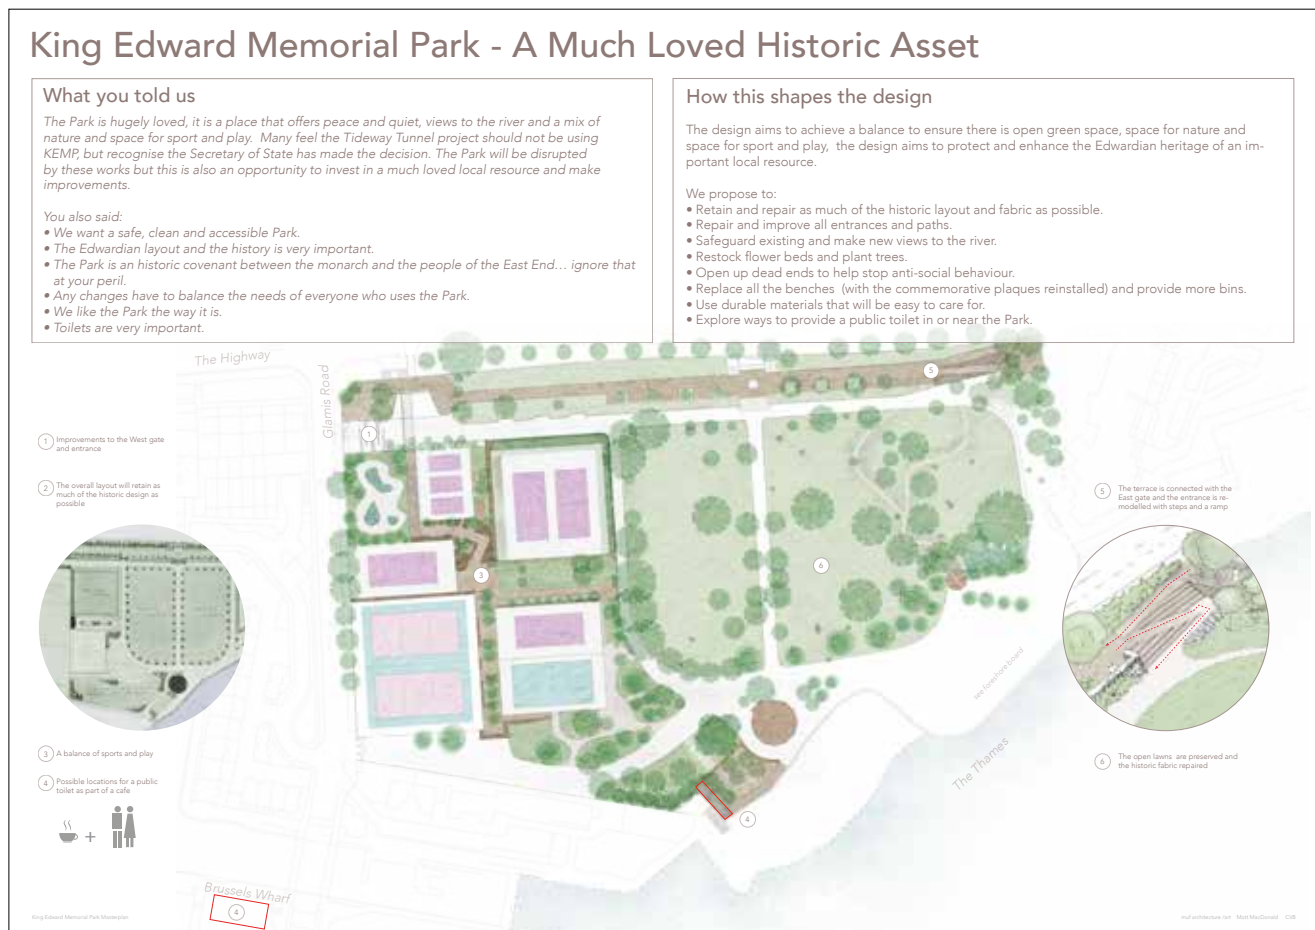 King Edward Memorial Park - A Much Loved Historic Asset
What you told us
The Park is hugely loved, it is a place that offers peace and quiet, views to the river and a mix of
nature and space for sport and play. Many feel the Tideway Tunnel project should not be using
KEMP, but recognise the Secretary of State has made the decision. The Park will be disrupted
by these works but this is also an opportunity to invest in a much loved local resource and make
improvements.
You also said:
• We want a safe, clean and accessible Park.
• The Edwardian layout and the history is very important.
• The Park is an historic covenant between the monarch and the people of the East End… ignore that
at your peril.
• Any changes have to balance the needs of everyone who uses the Park.
• We like the Park the way it is.
• Toilets are very important.
How this shapes the design
The design aims to achieve a balance to ensure there is open green space, space for nature and
space for sport and play, the design aims to protect and enhance the Edwardian heritage of an im-
portant local resource.
We propose to:
• Retain and repair as much of the historic layout and fabric as possible.
• Repair and improve all entrances and paths.
• Safeguard existing and make new views to the river.
• Restock flower beds and plant trees.
• Open up dead ends to help stop anti-social behaviour.
• Replace all the benches (with the commemorative plaques reinstalled) and provide more bins.
• Use durable materials that will be easy to care for.
• Explore ways to provide a public toilet in or near the Park.
The Highway
Glamis Road
5
1
1 Improvements to the West gate
and entrance
2 The overall layout will retain as
much of the historic design as
possible
5 The terrace is connected with the
East gate and the entrance is re-
modelled with steps and a ramp
3
6
see foreshore board
The Thames
3 A balance of sports and play
4 Possible locations for a public
toilet as part of a cafe
+
6 The open lawns are preserved and
the historic fabric repaired
4
Brussels Wharf
4
King Edward Memorial Park Masterplan
muf architecture /art Mott MacDonald CVB